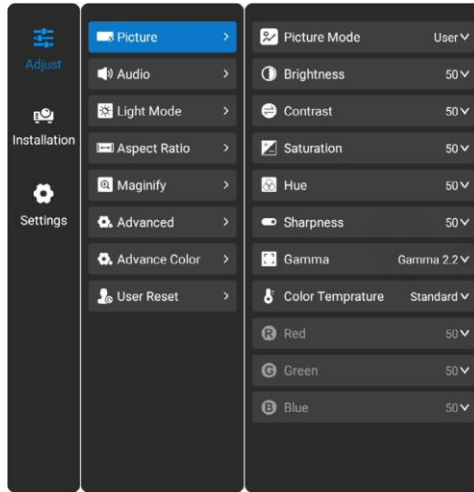 Adjust
Installation
Settings
Picture
Audio
Light Mode
Aspect Ratio
Maginify
Advanced
Advance Color
User Reset
Picture Mode User
Brightness 50
Contrast 50
Saturation 50
Hue 50
Sharpness 50
Gamma Gamma 2.2
Color Temprature Standard
R Red 50
G Green 50
B Blue 50